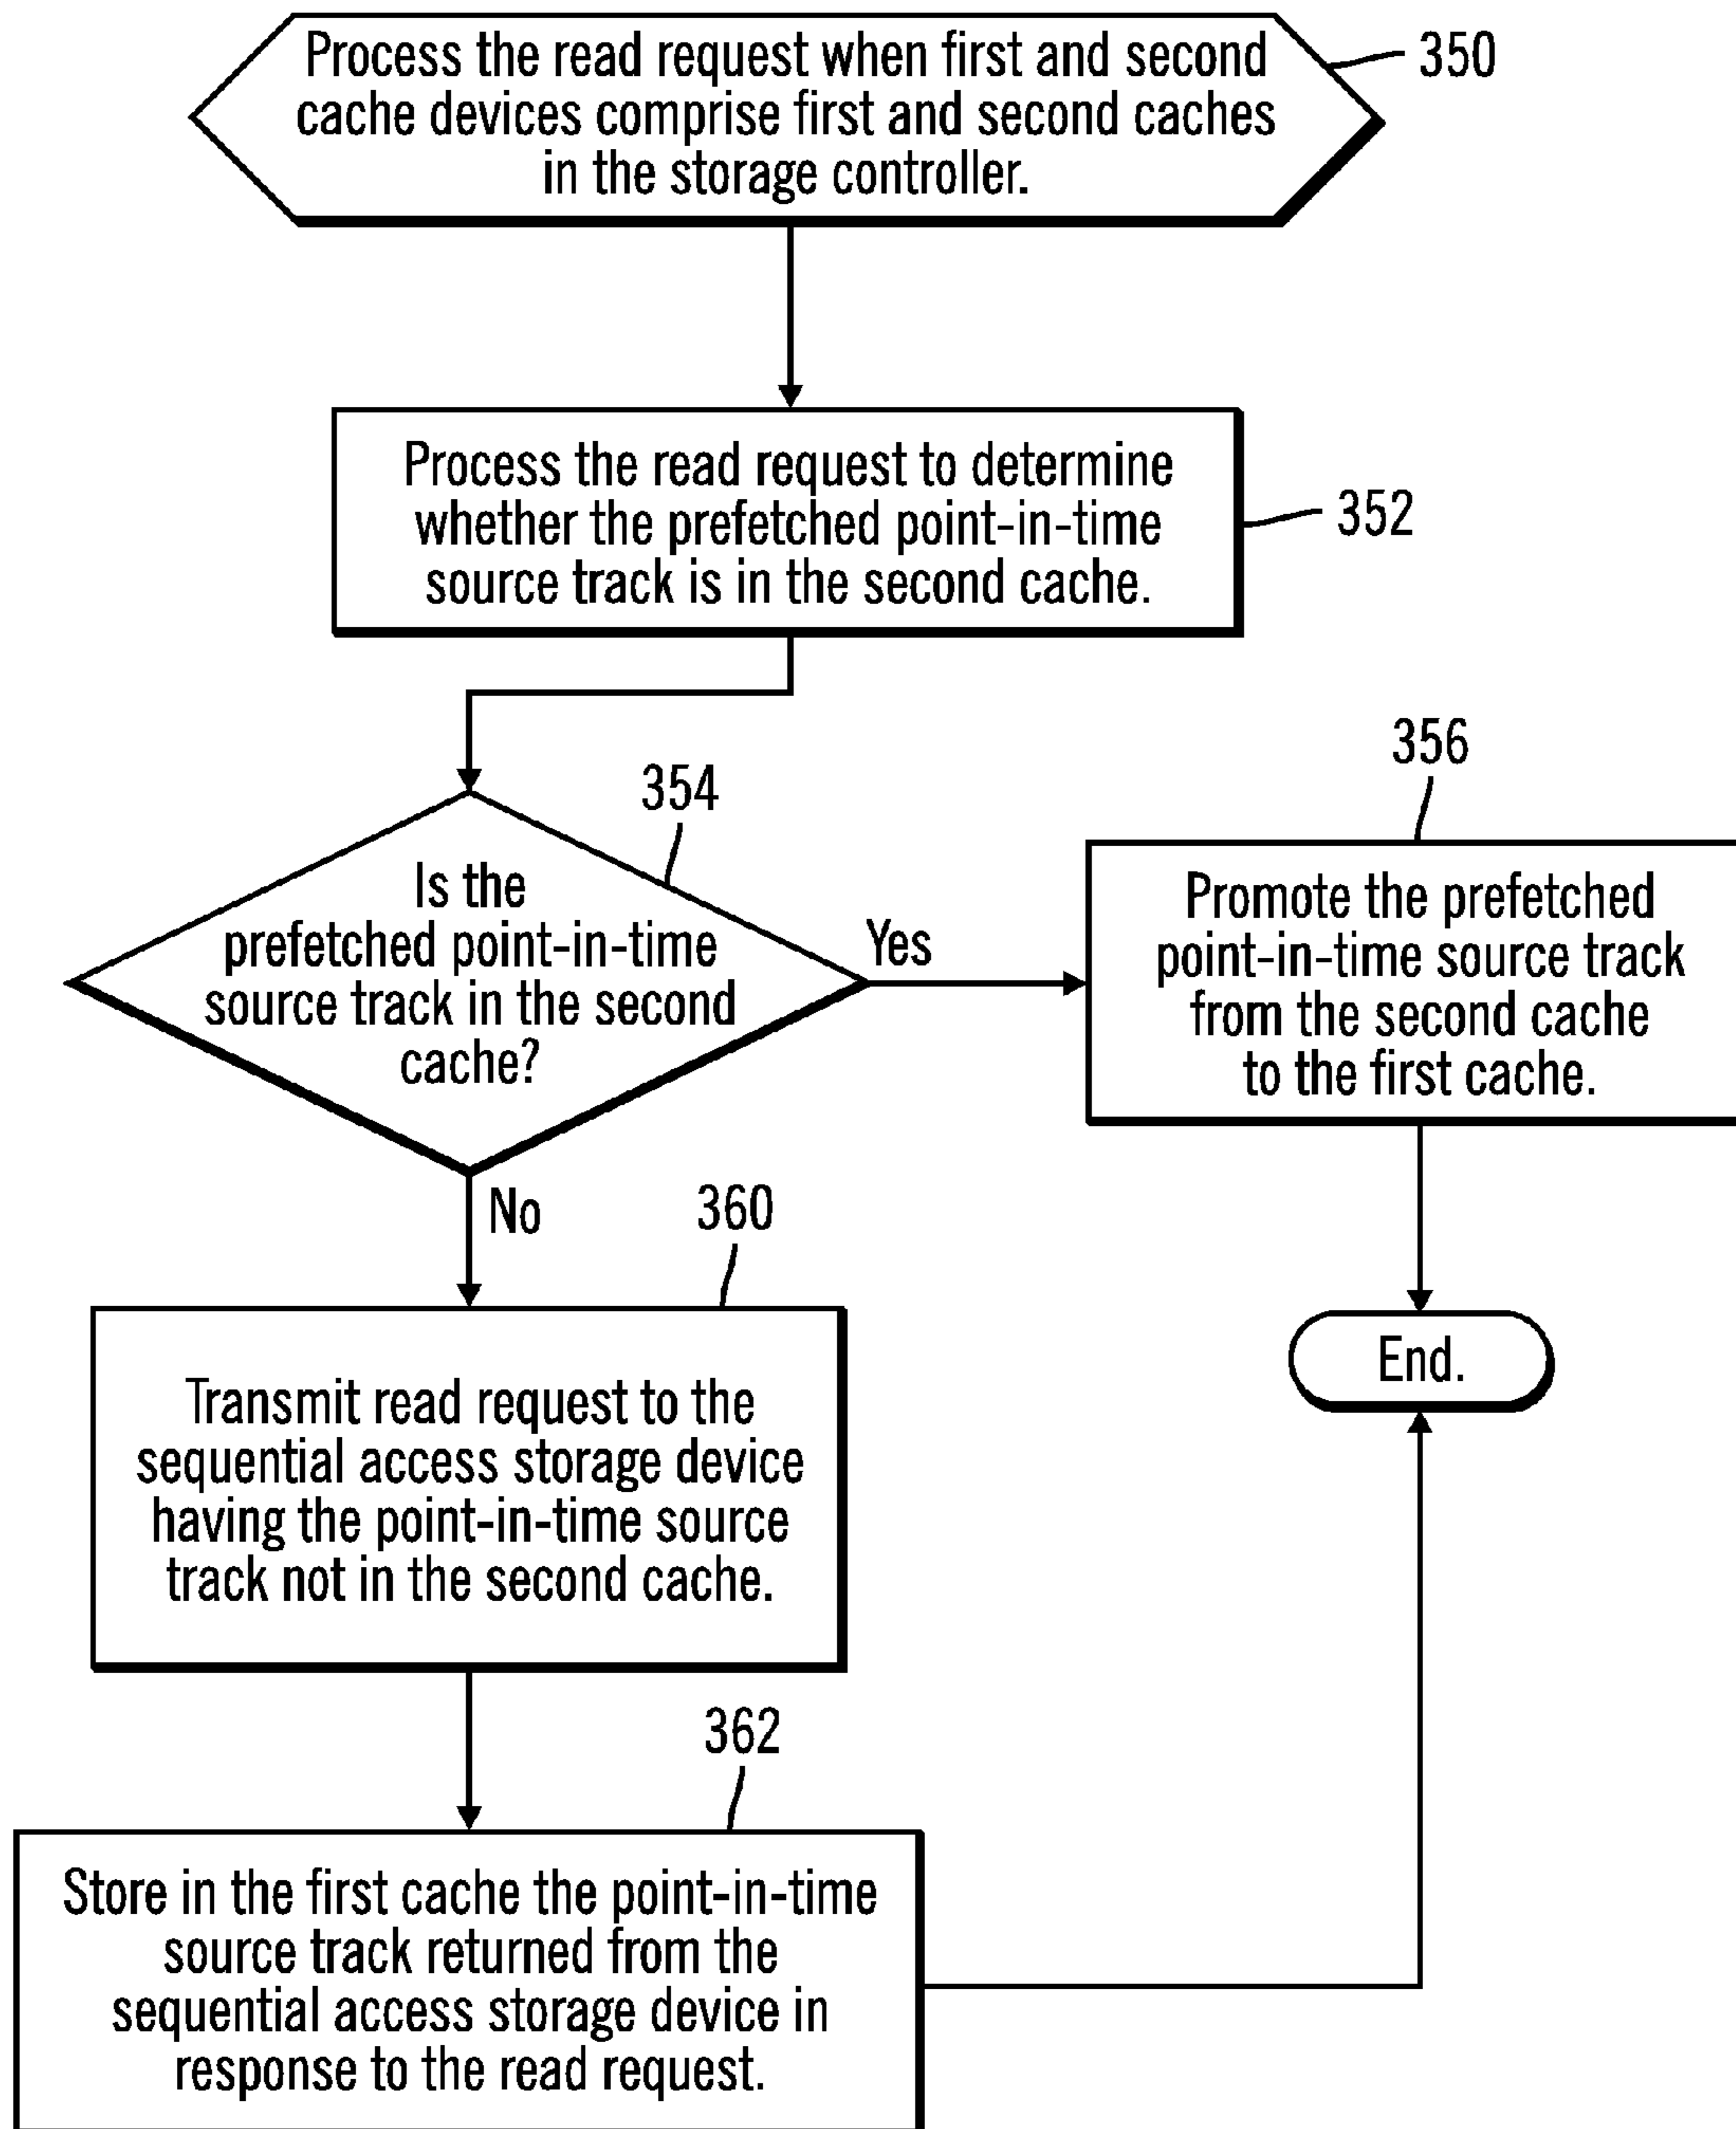 Process the read request when first and second
cache devices comprise first and second caches
in the storage controller.
350
Process the read request to determine
whether the prefetched point-in-time
source track is in the second cache.
352
354
Is the
prefetched point-in-time
source track in the second
cache?
Yes
356
Promote the prefetched
point-in-time source track
from the second cache
to the first cache.
No
360
Transmit read request to the
sequential access storage device
having the point-in-time source
track not in the second cache.
End.
362
Store in the first cache the point-in-time
source track returned from the
sequential access storage device in
response to the read request.